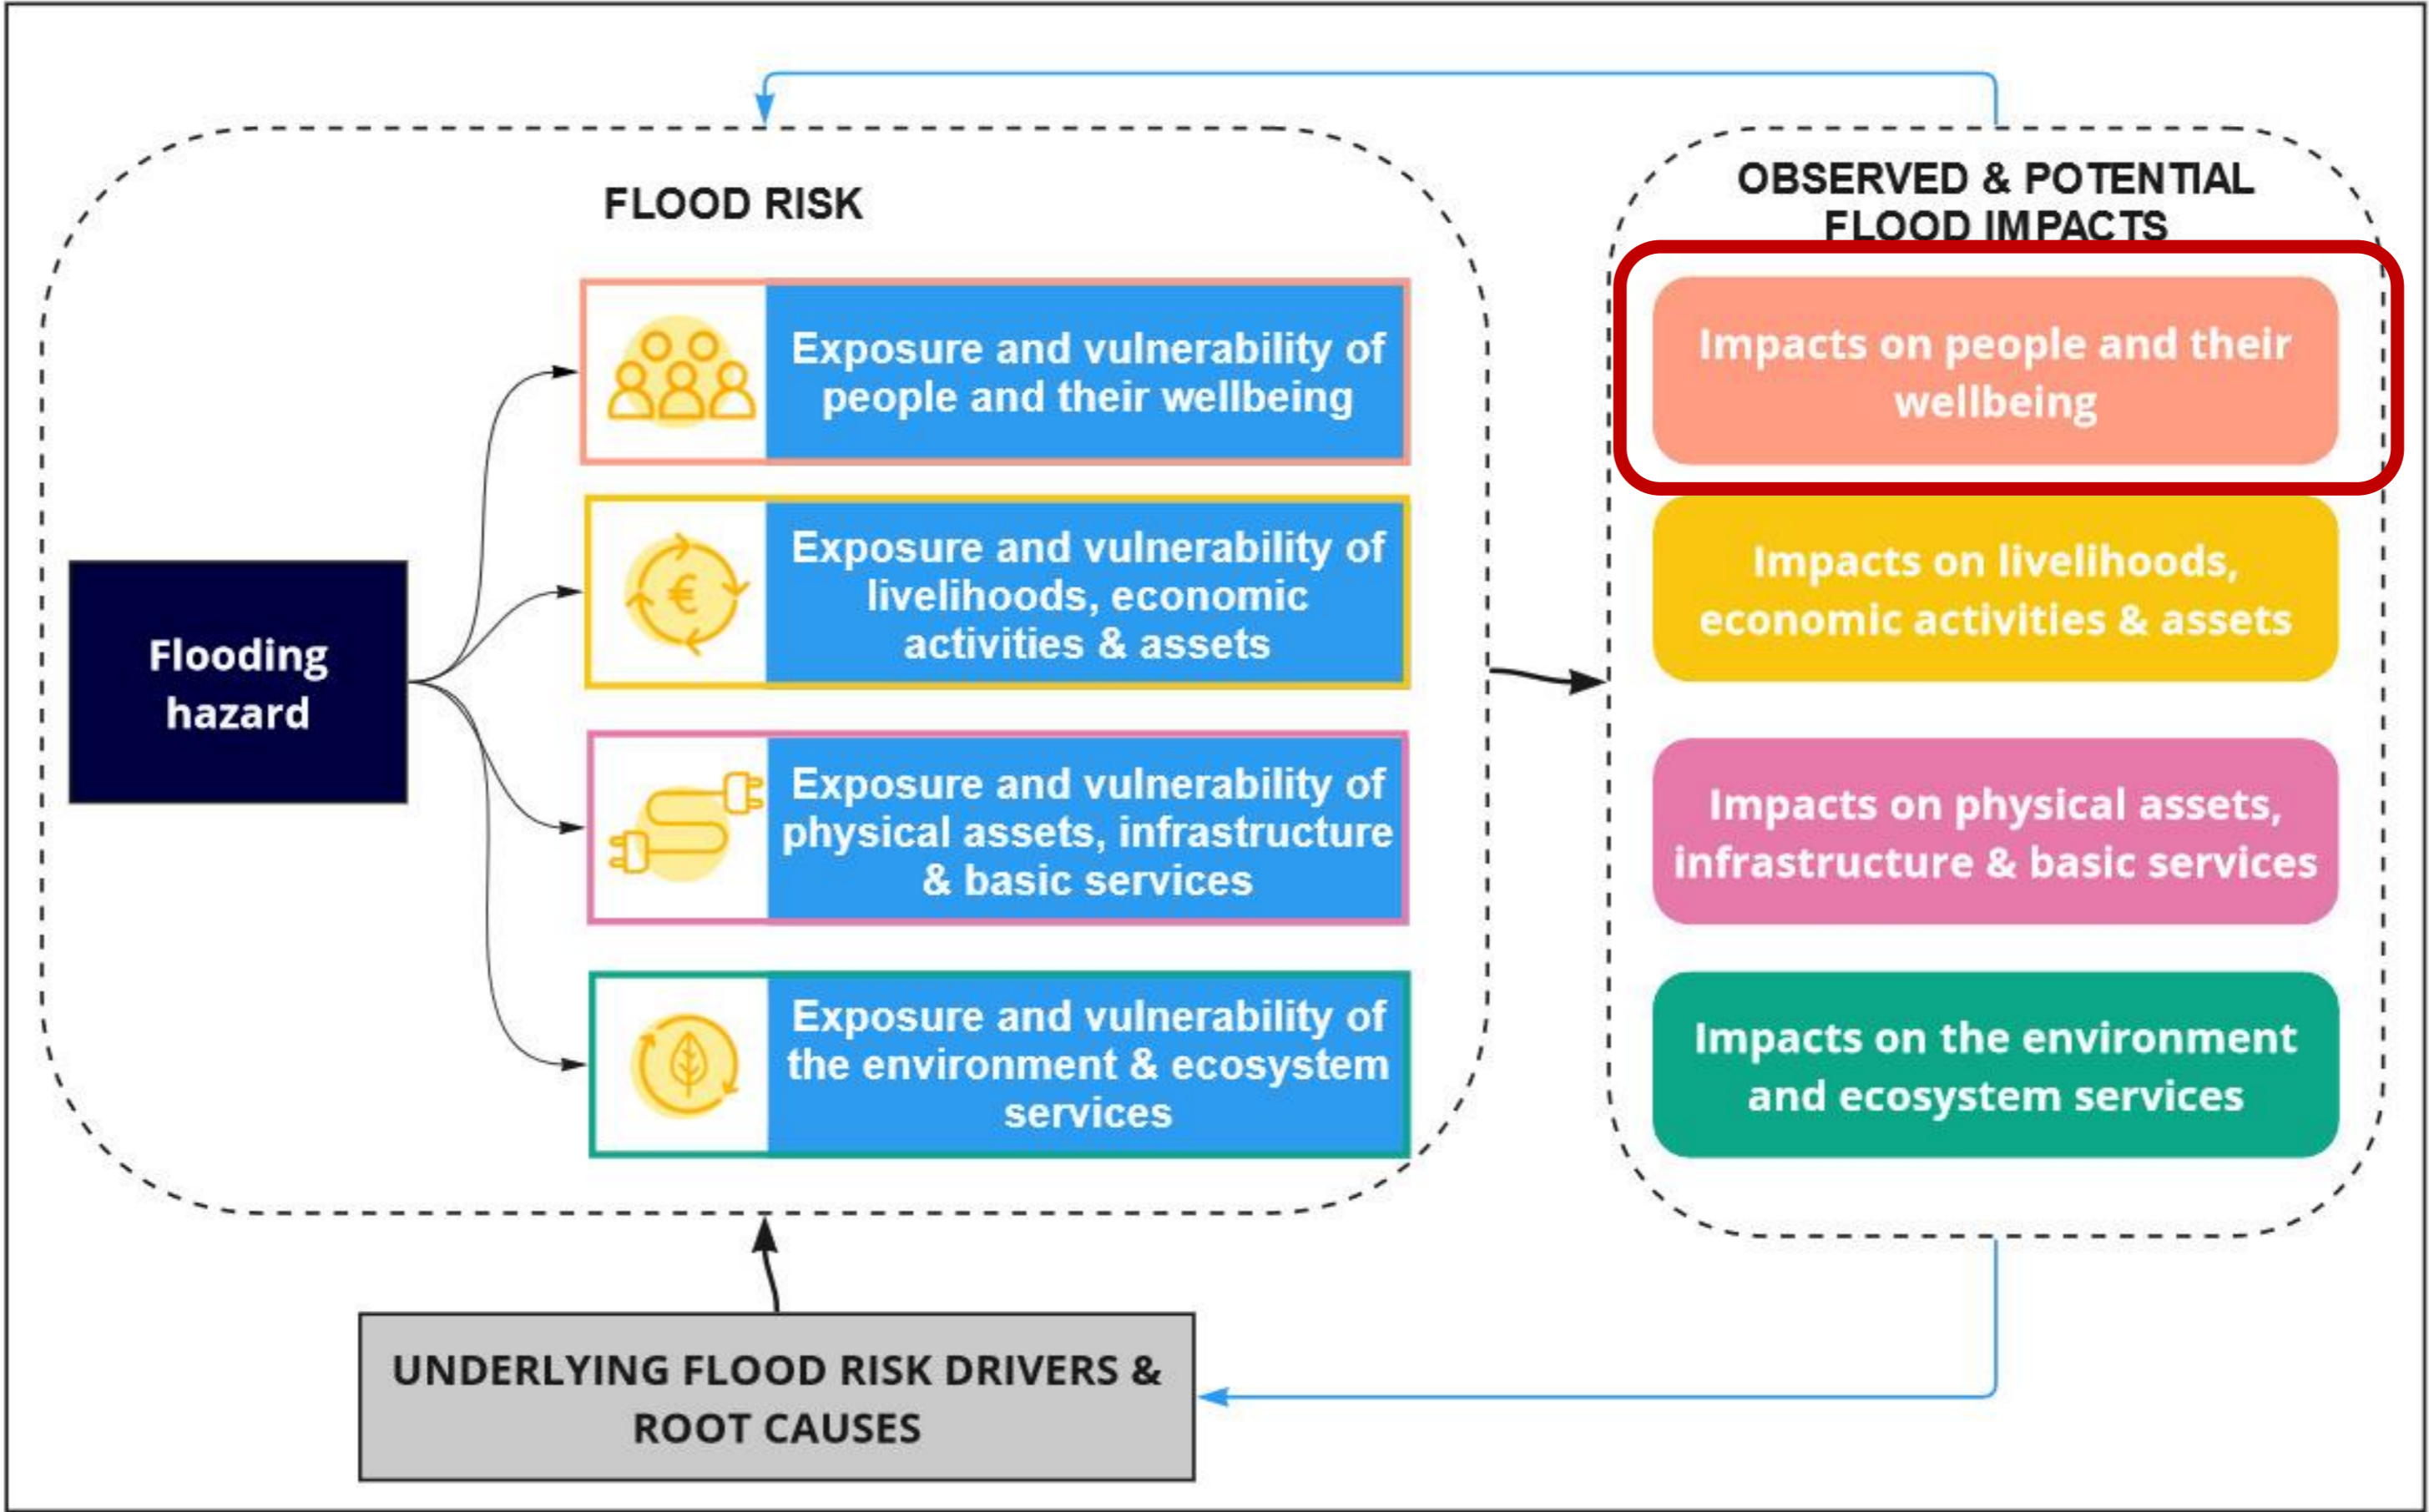 FLOOD RISK
Flooding
hazard
Exposure and vulnerability of
people and their wellbeing
€
Exposure and vulnerability of
livelihoods, economic
activities & assets
Exposure and vulnerability of
physical assets, infrastructure
& basic services
Exposure and vulnerability of
the environment & ecosystem
services
OBSERVED & POTENTIAL
FLOOD IMPACTS
Impacts on people and their
wellbeing
Impacts on livelihoods,
economic activities & assets
Impacts on physical assets,
infrastructure & basic services
Impacts on the environment
and ecosystem services
UNDERLYING FLOOD RISK DRIVERS &
ROOT CAUSES